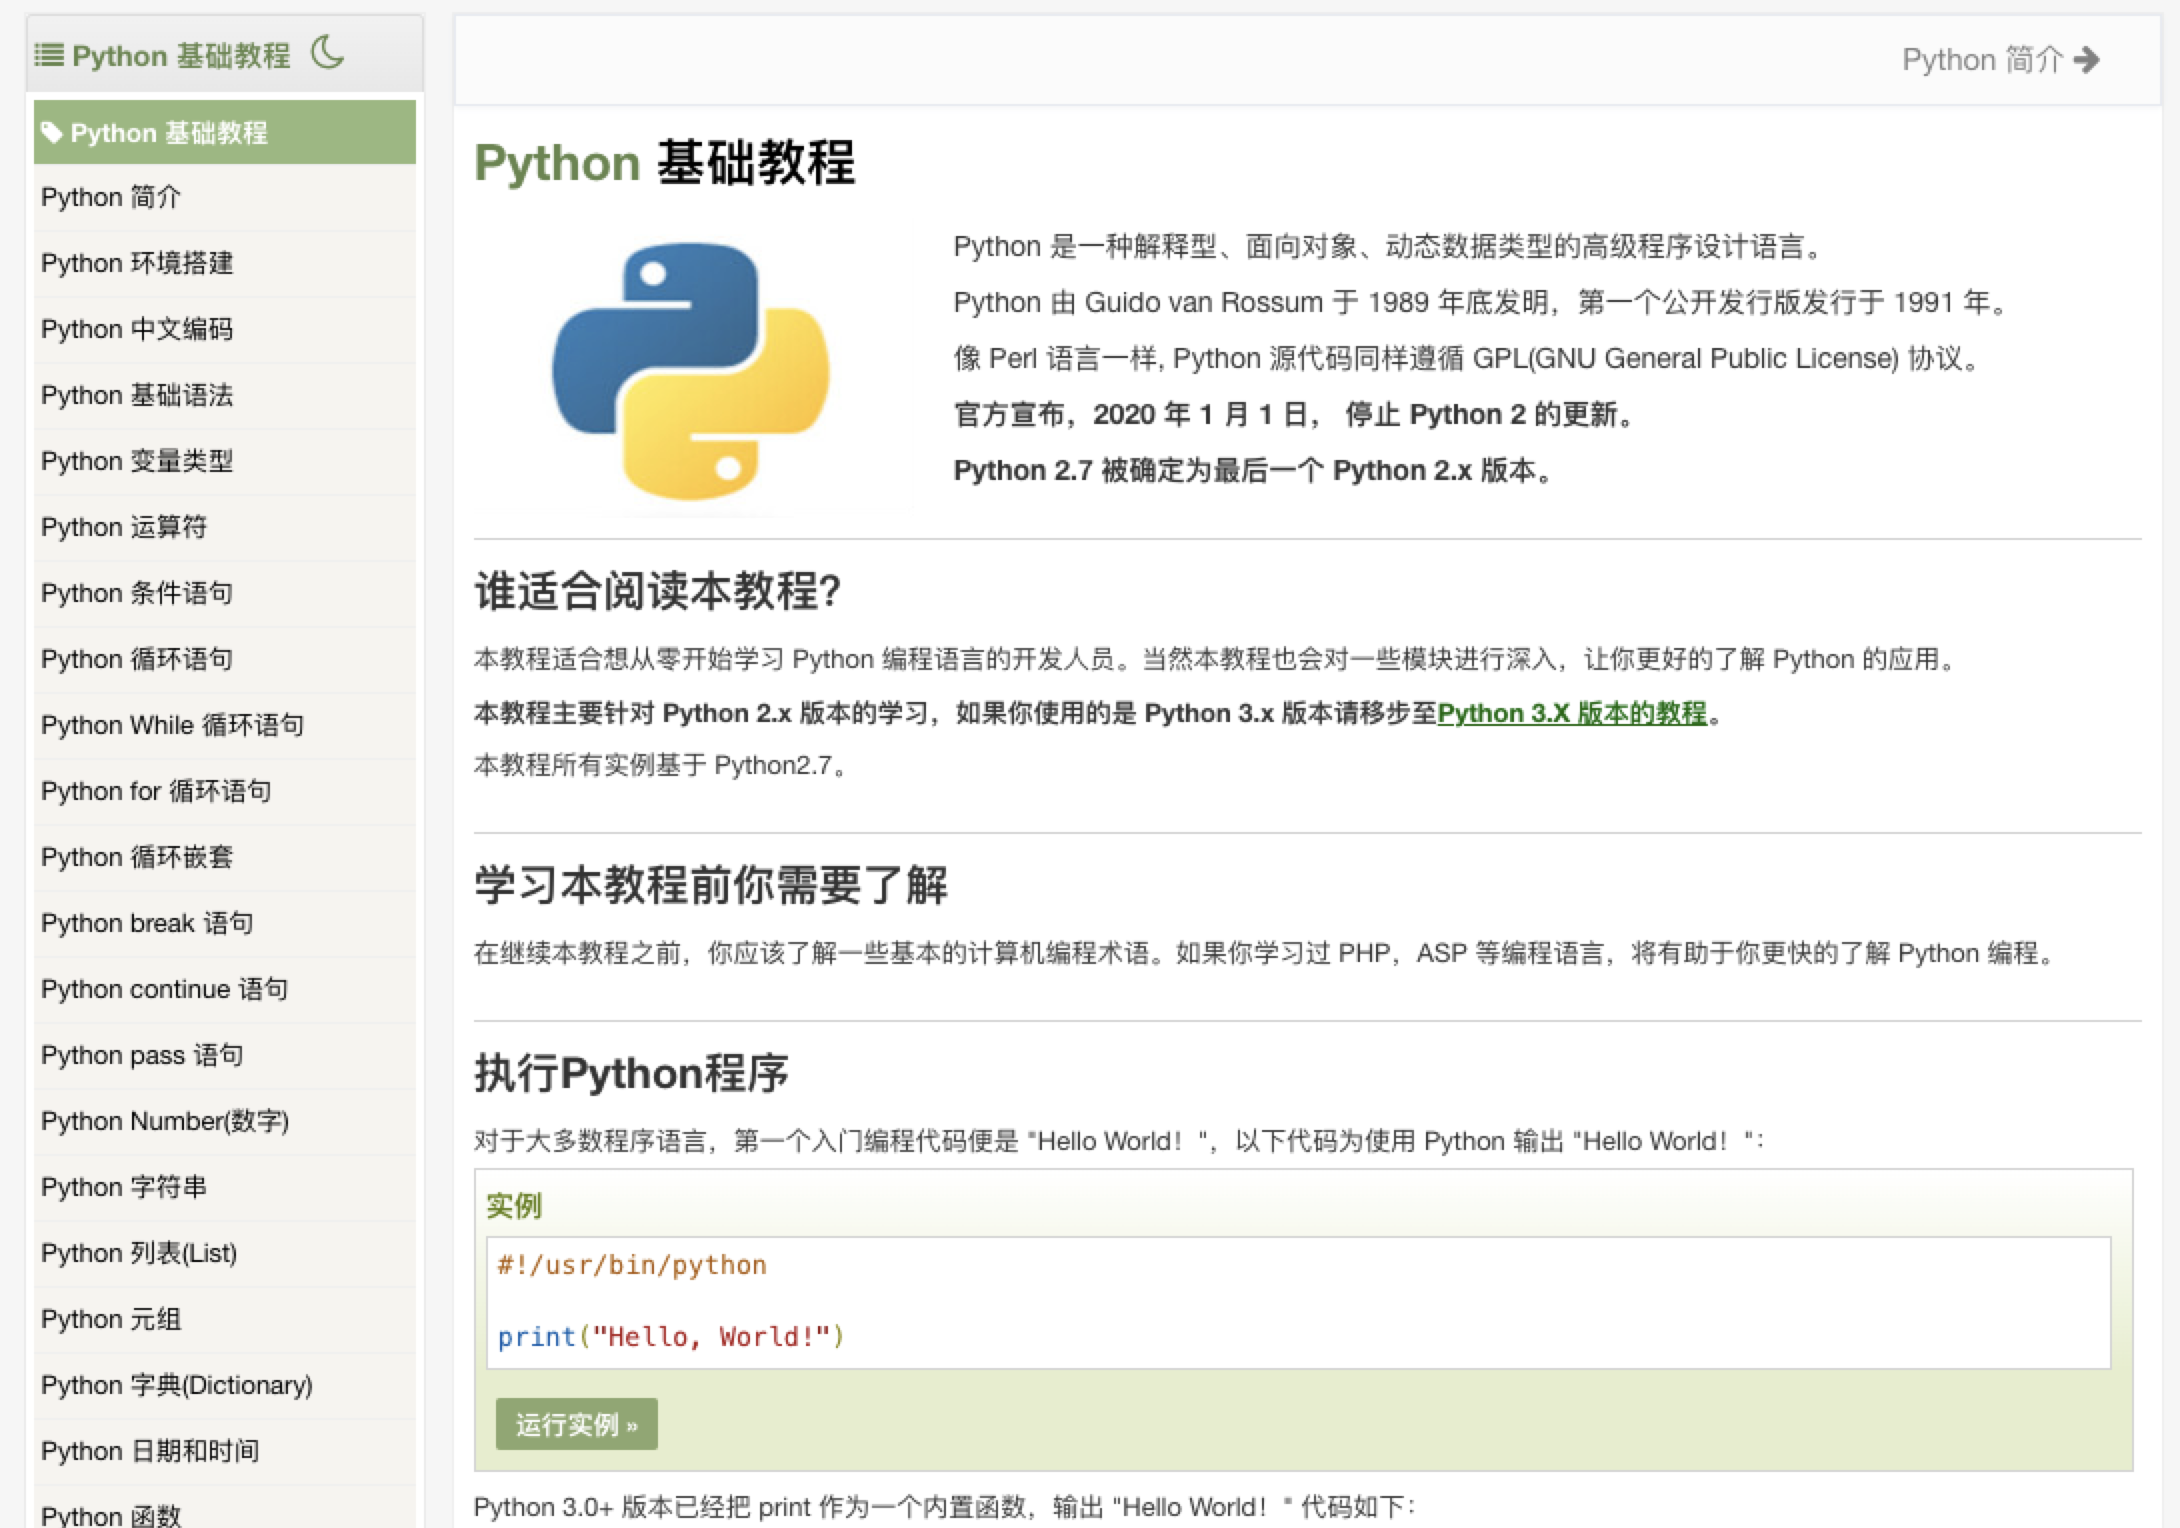 Python 基础教程
Python 基础教程
Python 简介
Python 环境搭建
Python 中文编码
Python 基础语法
Python 变量类型
Python 运算符
Python 条件语句
Python 循环语句
Python While 循环语句
Python for 循环语句
Python 循环嵌套
Python break 语句
Python continue 语句
Python pass 语句
Python Number(数字)
Python 字符串
Python 列表(List)
Python 元组
Python 字典(Dictionary)
Python 日期和时间
Python 函数
Python 简介
Python 基础教程
Python 是一种解释型、面向对象、动态数据类型的高级程序设计语言。
Python 由 Guido van Rossum 于 1989 年底发明，第一个公开发行版发行于 1991 年。
像 Perl 语言一样, Python 源代码同样遵循 GPL(GNU General Public License) 协议。
官方宣布，2020 年 1 月 1 日， 停止 Python 2 的更新。
Python 2.7 被确定为最后一个 Python 2.x 版本。
谁适合阅读本教程?
本教程适合想从零开始学习 Python 编程语言的开发人员。当然本教程也会对一些模块进行深入，让你更好的了解 Python 的应用。
本教程主要针对 Python 2.x 版本的学习，如果你使用的是 Python 3.x 版本请移步至Python 3.X 版本的教程。
本教程所有实例基于 Python2.7。
学习本教程前你需要了解
在继续本教程之前，你应该了解一些基本的计算机编程术语。如果你学习过 PHP，ASP 等编程语言，将有助于你更快的了解 Python 编程。
执行Python程序
对于大多数程序语言，第一个入门编程代码便是 "Hello World！"，以下代码为使用 Python 输出 "Hello World！"：
实例
#!/usr/bin/python
print("Hello, World!")
运行实例 »
Python 3.0+ 版本已经把 print 作为一个内置函数，输出 "Hello World！" 代码如下：